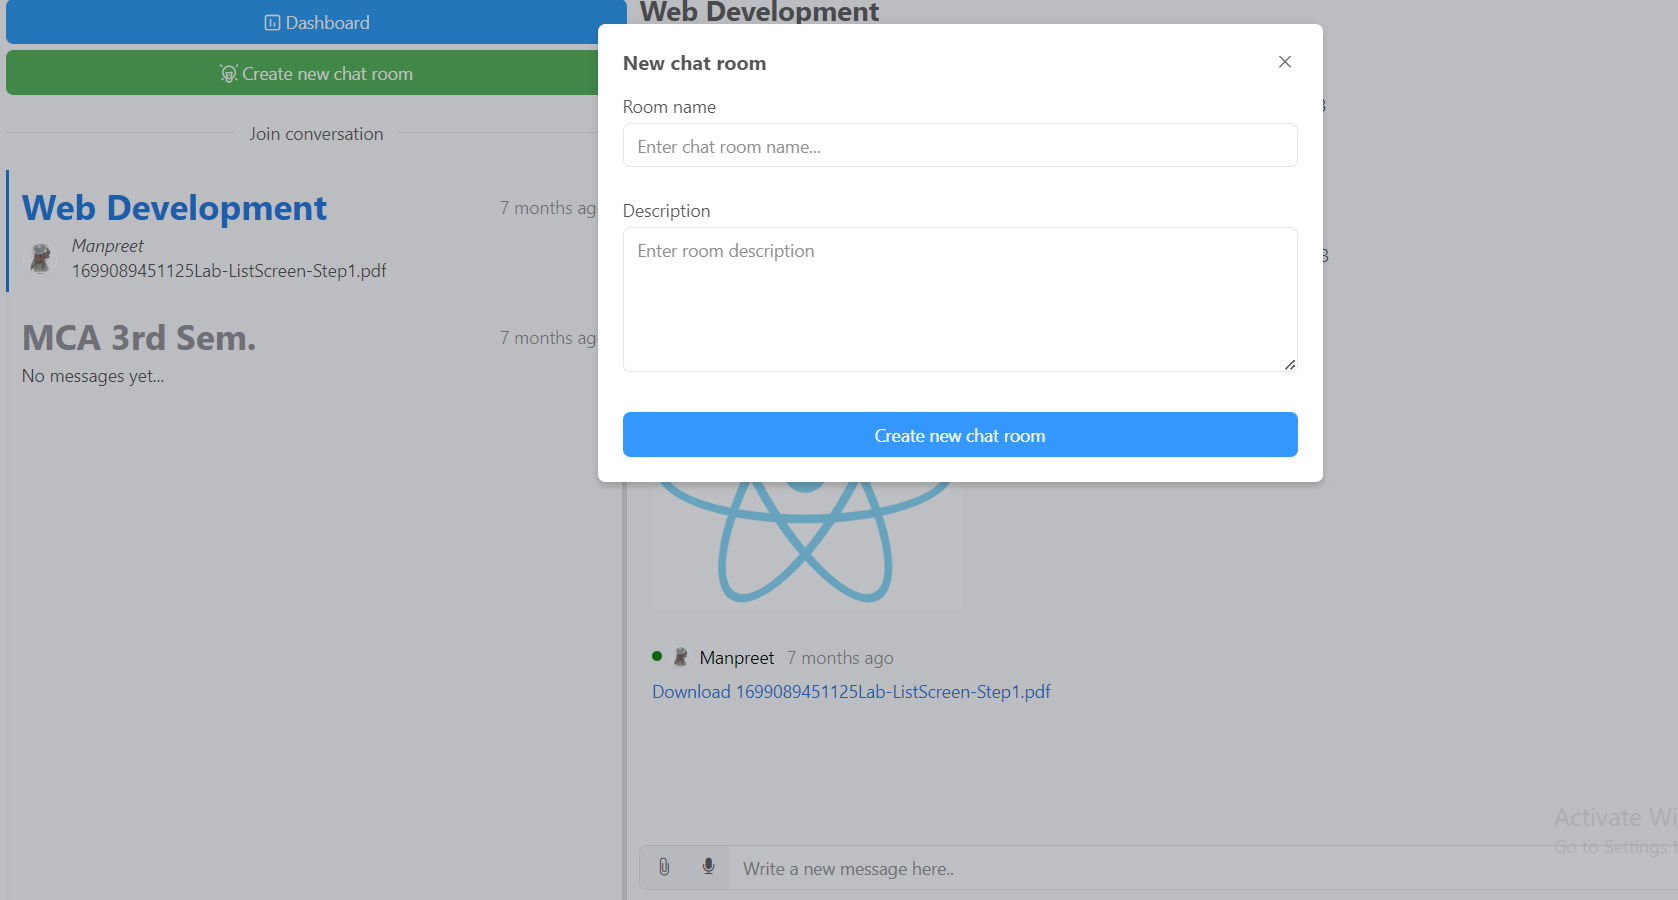 Dashboard
Create new chat room
Join conversation
Web Development
7 months ag
Manpreet
1699089451125Lab-ListScreen-Step1.pdf
MCA 3rd Sem.
7 months ag
No messages yet...
Web Development
New chat room
Room name
Enter chat room name...
Description
Enter room description
Create new chat room
3
Manpreet 7 months ago
Download 1699089451125Lab-ListScreen-Step1.pdf
Write a new message here..
Activate Wi
Go to Settings t